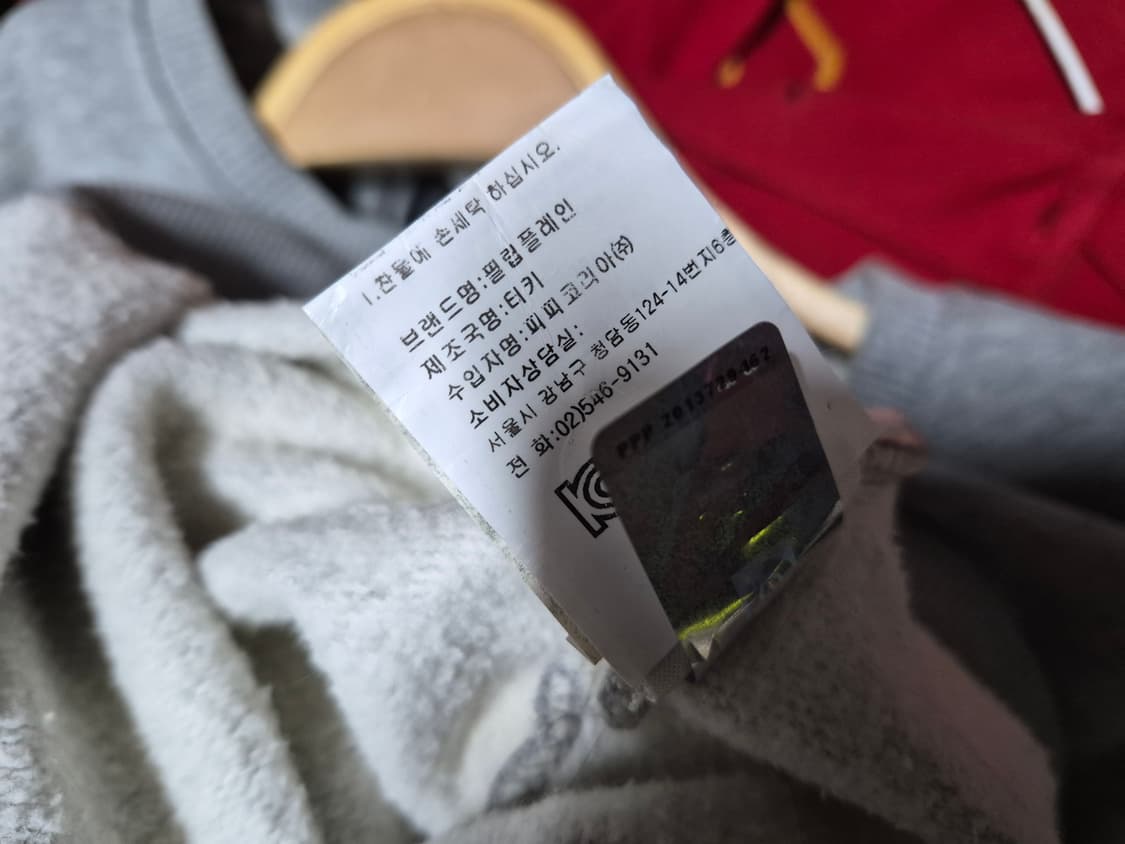 1.찬물에 손세탁 하십시오.
브랜드명:필립플레인
제조국명:터키
수입자명:피피코리아㈜
소비자상담실:
서울시 강남구 청담동124-14번지6층
전 화:02)546-9131
PPP